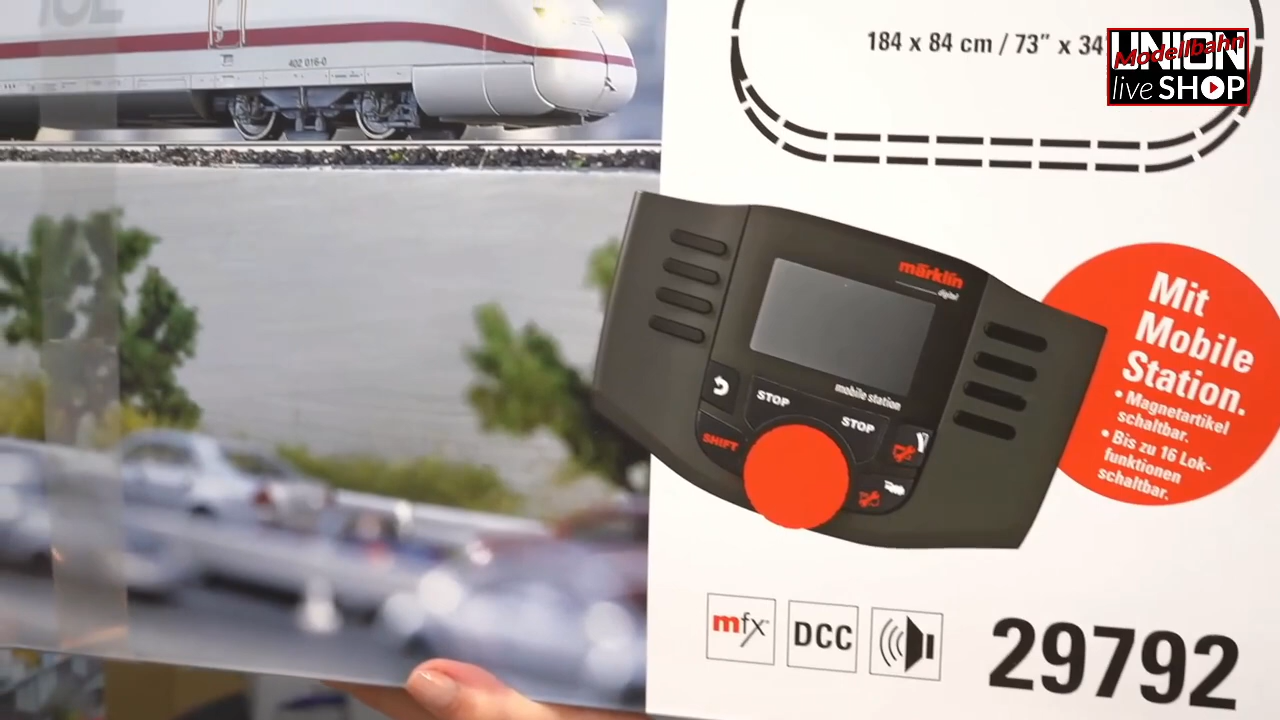 ICE
402 016-0
184 x 84 cm / 73" x 34"
UNION
Modellbahn
live SHOP
märklin
digital
mobile station
STOP
STOP
SHIFT
Mit
Mobile
Station.
• Magnetartikel
schaltbar.
• Bis zu 16 Lok-
funktionen
schaltbar.
mfx
DCC
29792